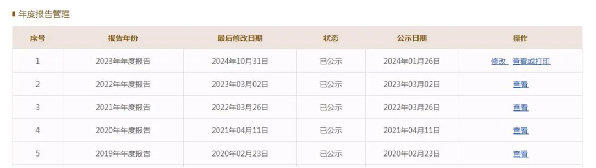 年度报告管理
序号 报告年份 最后修改日期 状态 公示日期 操作
1 2023年年度报告 2024年10月31日 已公示 2024年01月26日 修改 查看或打印
2 2022年年度报告 2023年03月02日 已公示 2023年03月02日 查看
3 2021年年度报告 2022年03月26日 已公示 2022年03月26日 查看
4 2020年年度报告 2021年04月11日 已公示 2021年04月11日 查看
5 2019年年度报告 2020年02月23日 已公示 2020年02月23日 查看